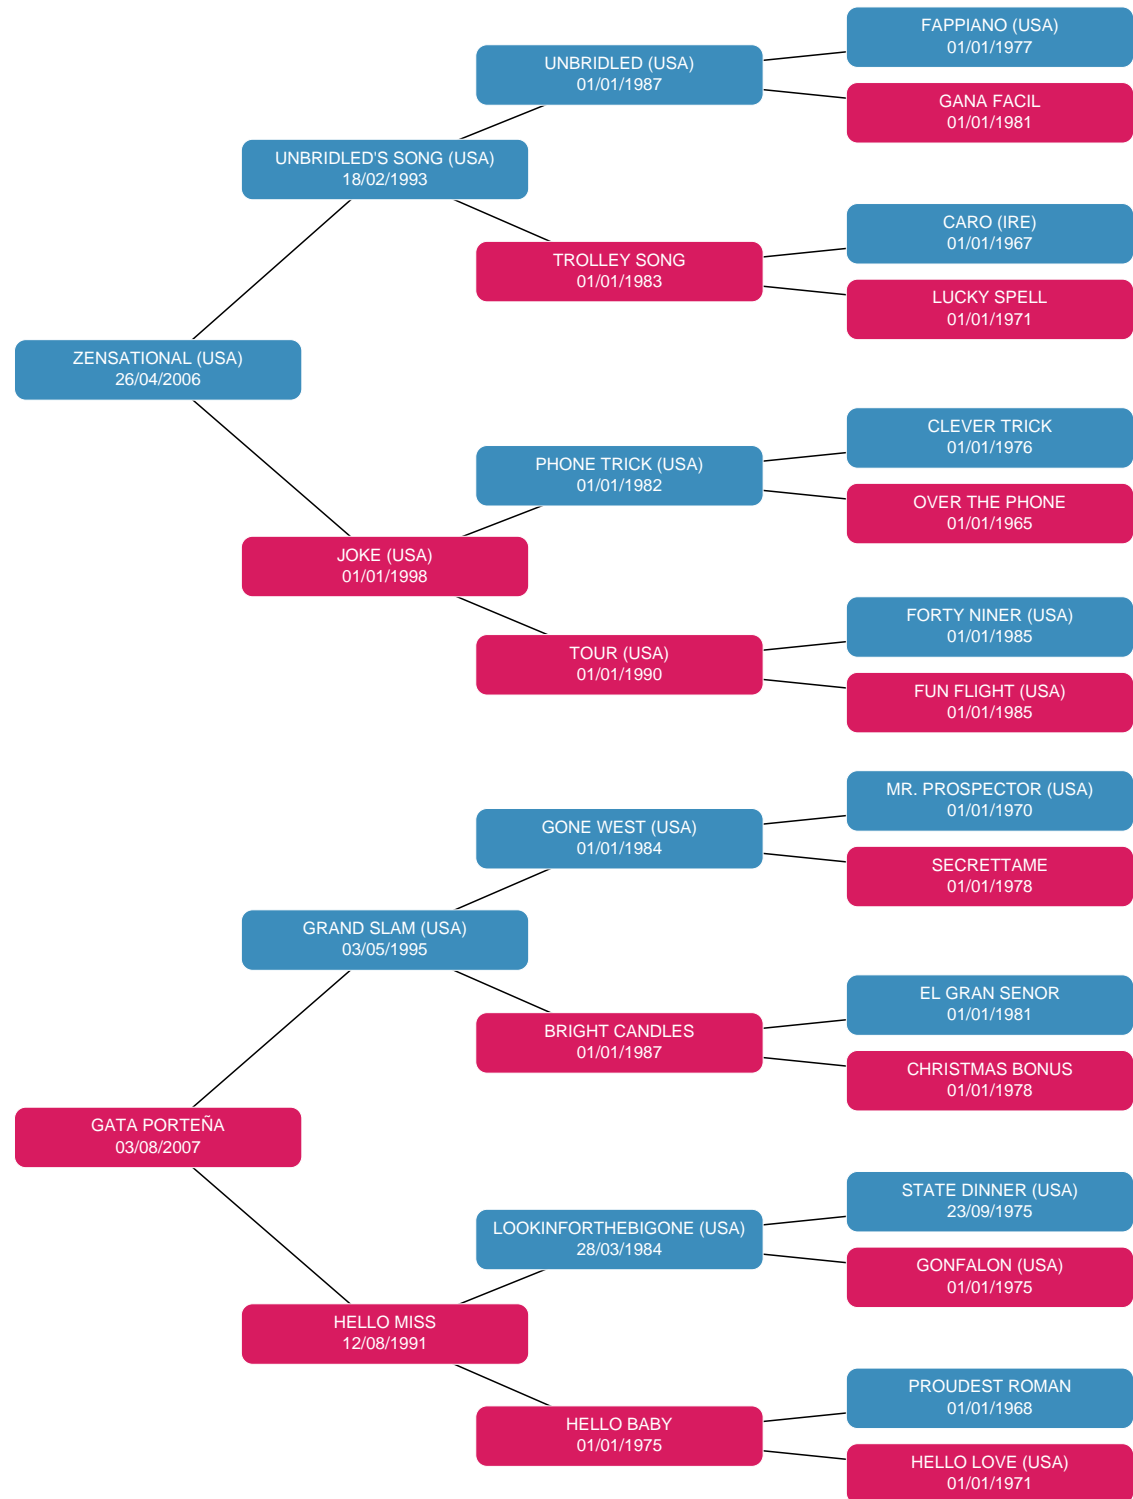 FAPPIANO (USA)
01/01/1977
UNBRIDLED (USA)
01/01/1987
GANA FACIL
01/01/1981
UNBRIDLED'S SONG (USA)
18/02/1993
CARO (IRE)
01/01/1967
TROLLEY SONG
01/01/1983
LUCKY SPELL
01/01/1971
ZENSATIONAL (USA)
26/04/2006
CLEVER TRICK
01/01/1976
PHONE TRICK (USA)
01/01/1982
OVER THE PHONE
01/01/1965
JOKE (USA)
01/01/1998
FORTY NINER (USA)
01/01/1985
TOUR (USA)
01/01/1990
FUN FLIGHT (USA)
01/01/1985
MR. PROSPECTOR (USA)
01/01/1970
GONE WEST (USA)
01/01/1984
SECRETTAME
01/01/1978
GRAND SLAM (USA)
03/05/1995
EL GRAN SENOR
01/01/1981
BRIGHT CANDLES
01/01/1987
CHRISTMAS BONUS
01/01/1978
GATA PORTEÑA
03/08/2007
STATE DINNER (USA)
23/09/1975
LOOKINFORTHEBIGONE (USA)
28/03/1984
GONFALON (USA)
01/01/1975
HELLO MISS
12/08/1991
PROUDEST ROMAN
01/01/1968
HELLO BABY
01/01/1975
HELLO LOVE (USA)
01/01/1971